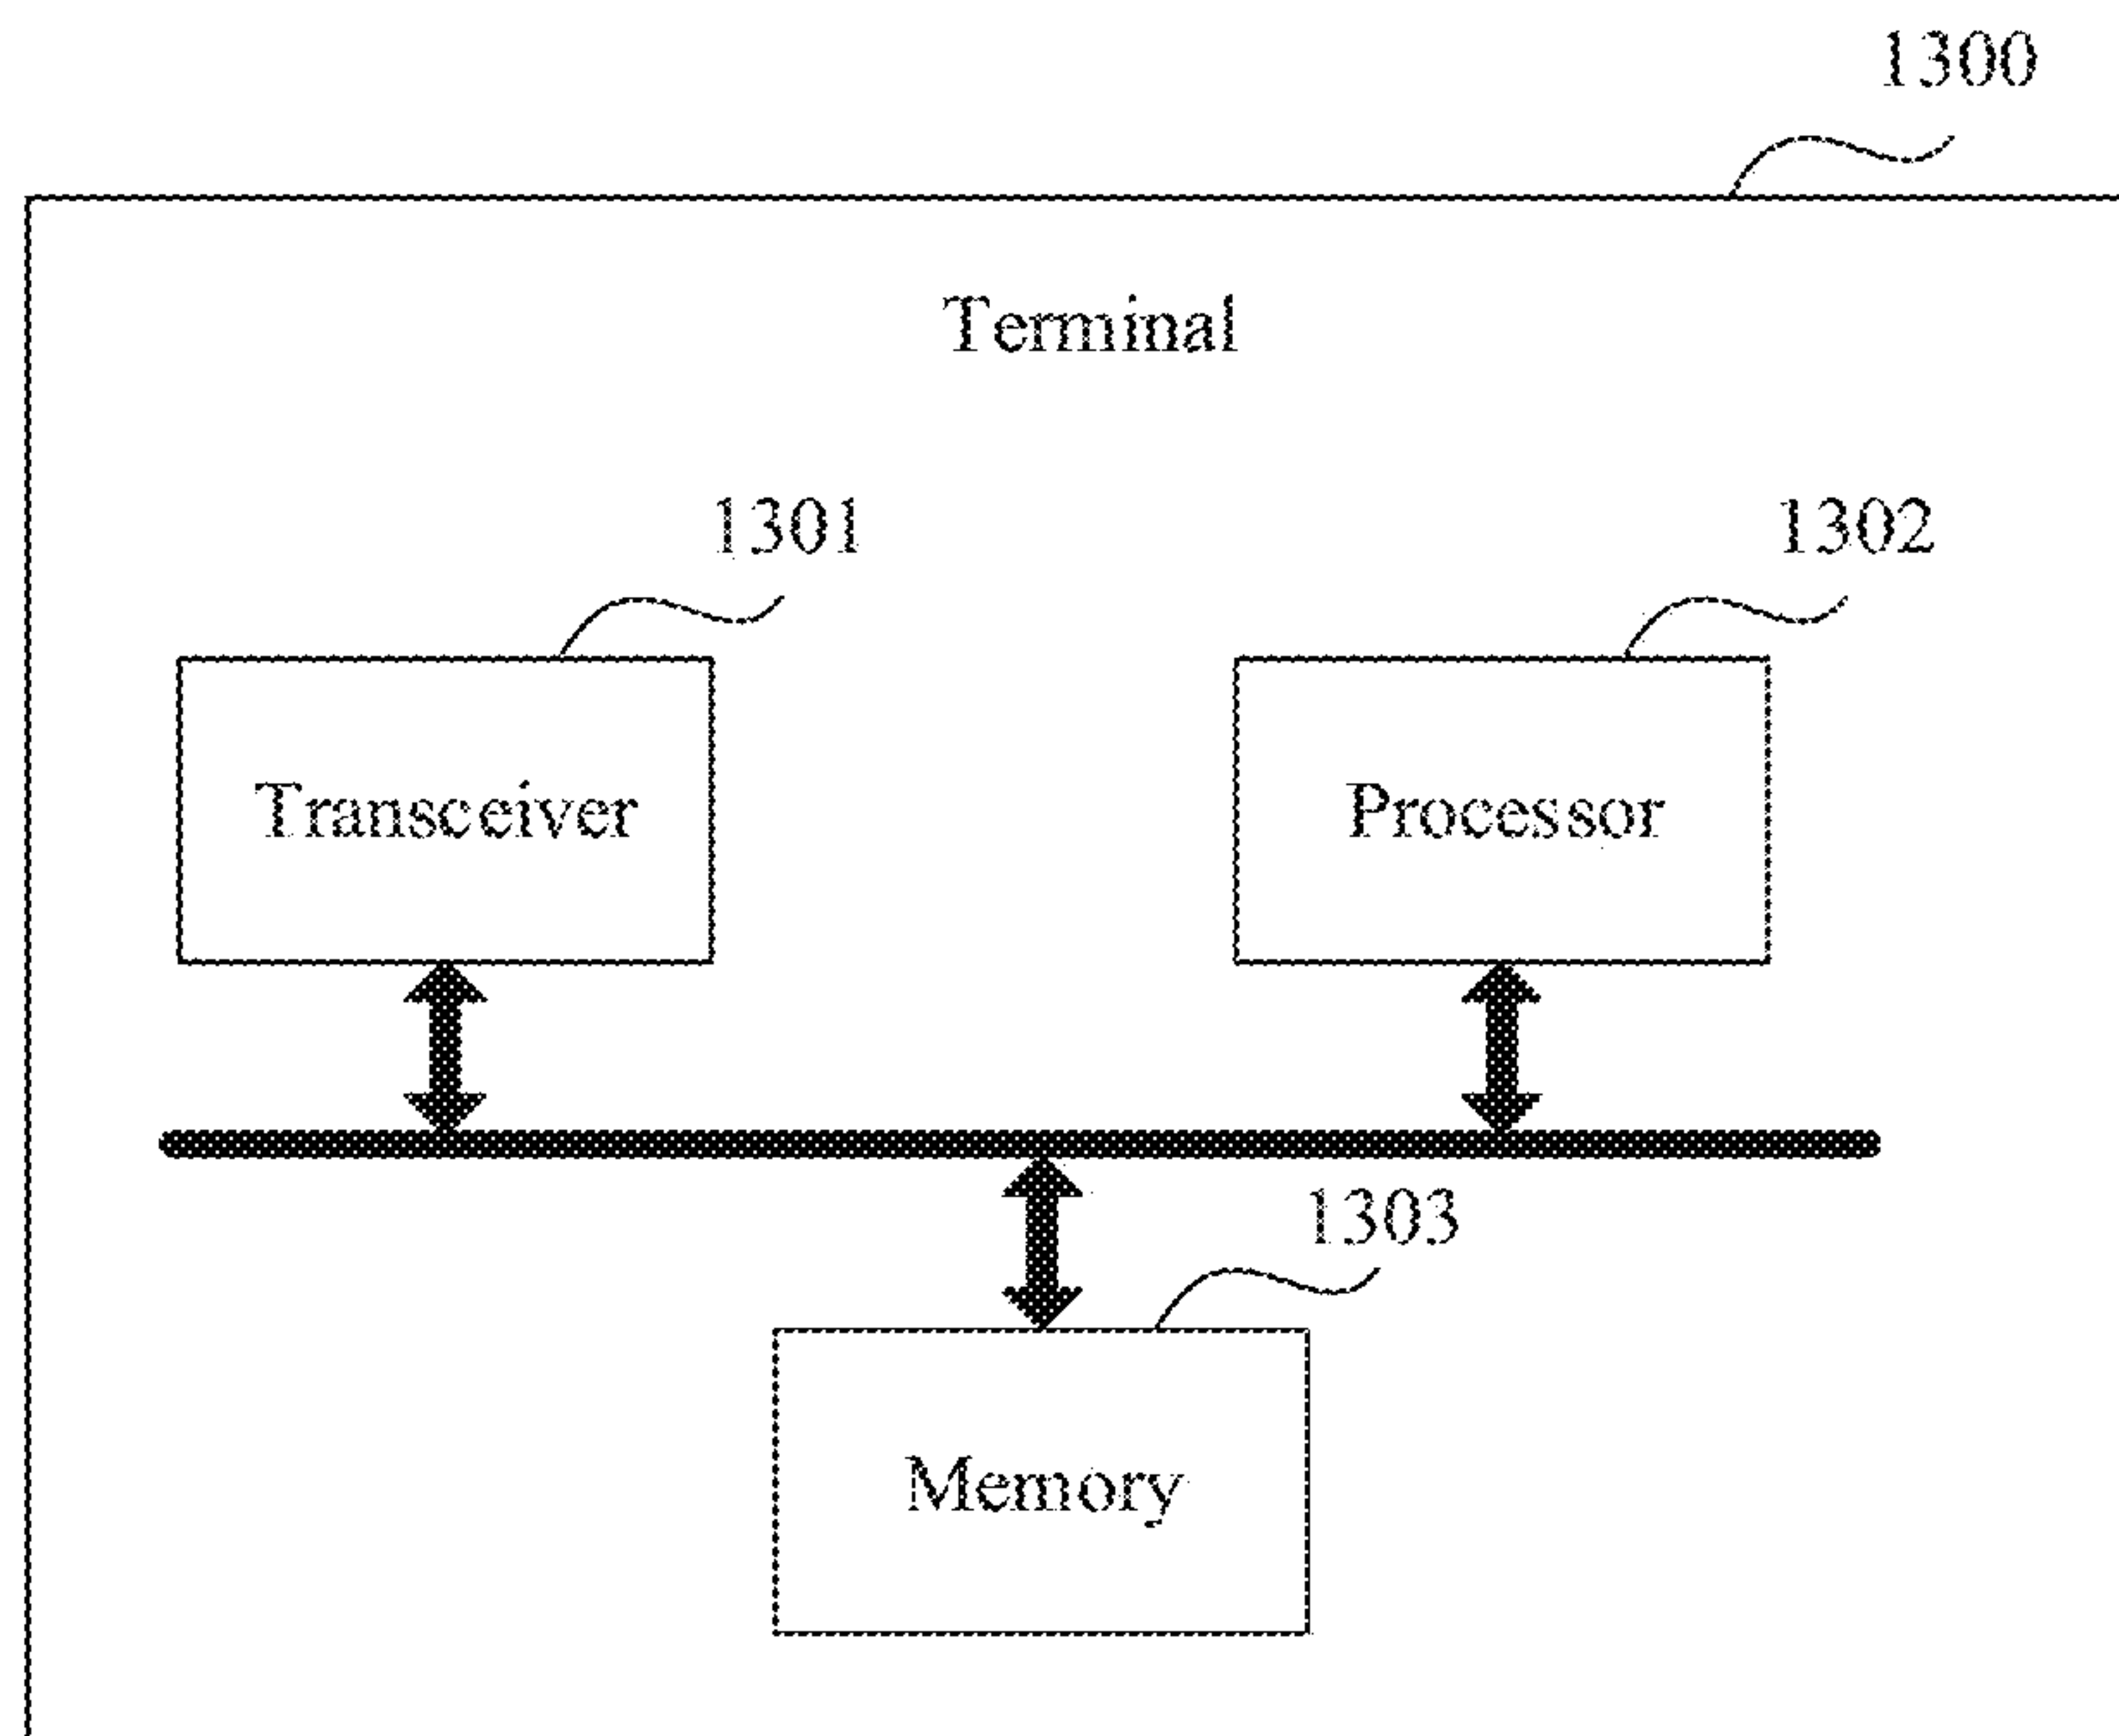 1300
Terminal
1301
1302
Transceiver
Processor
1303
Memory